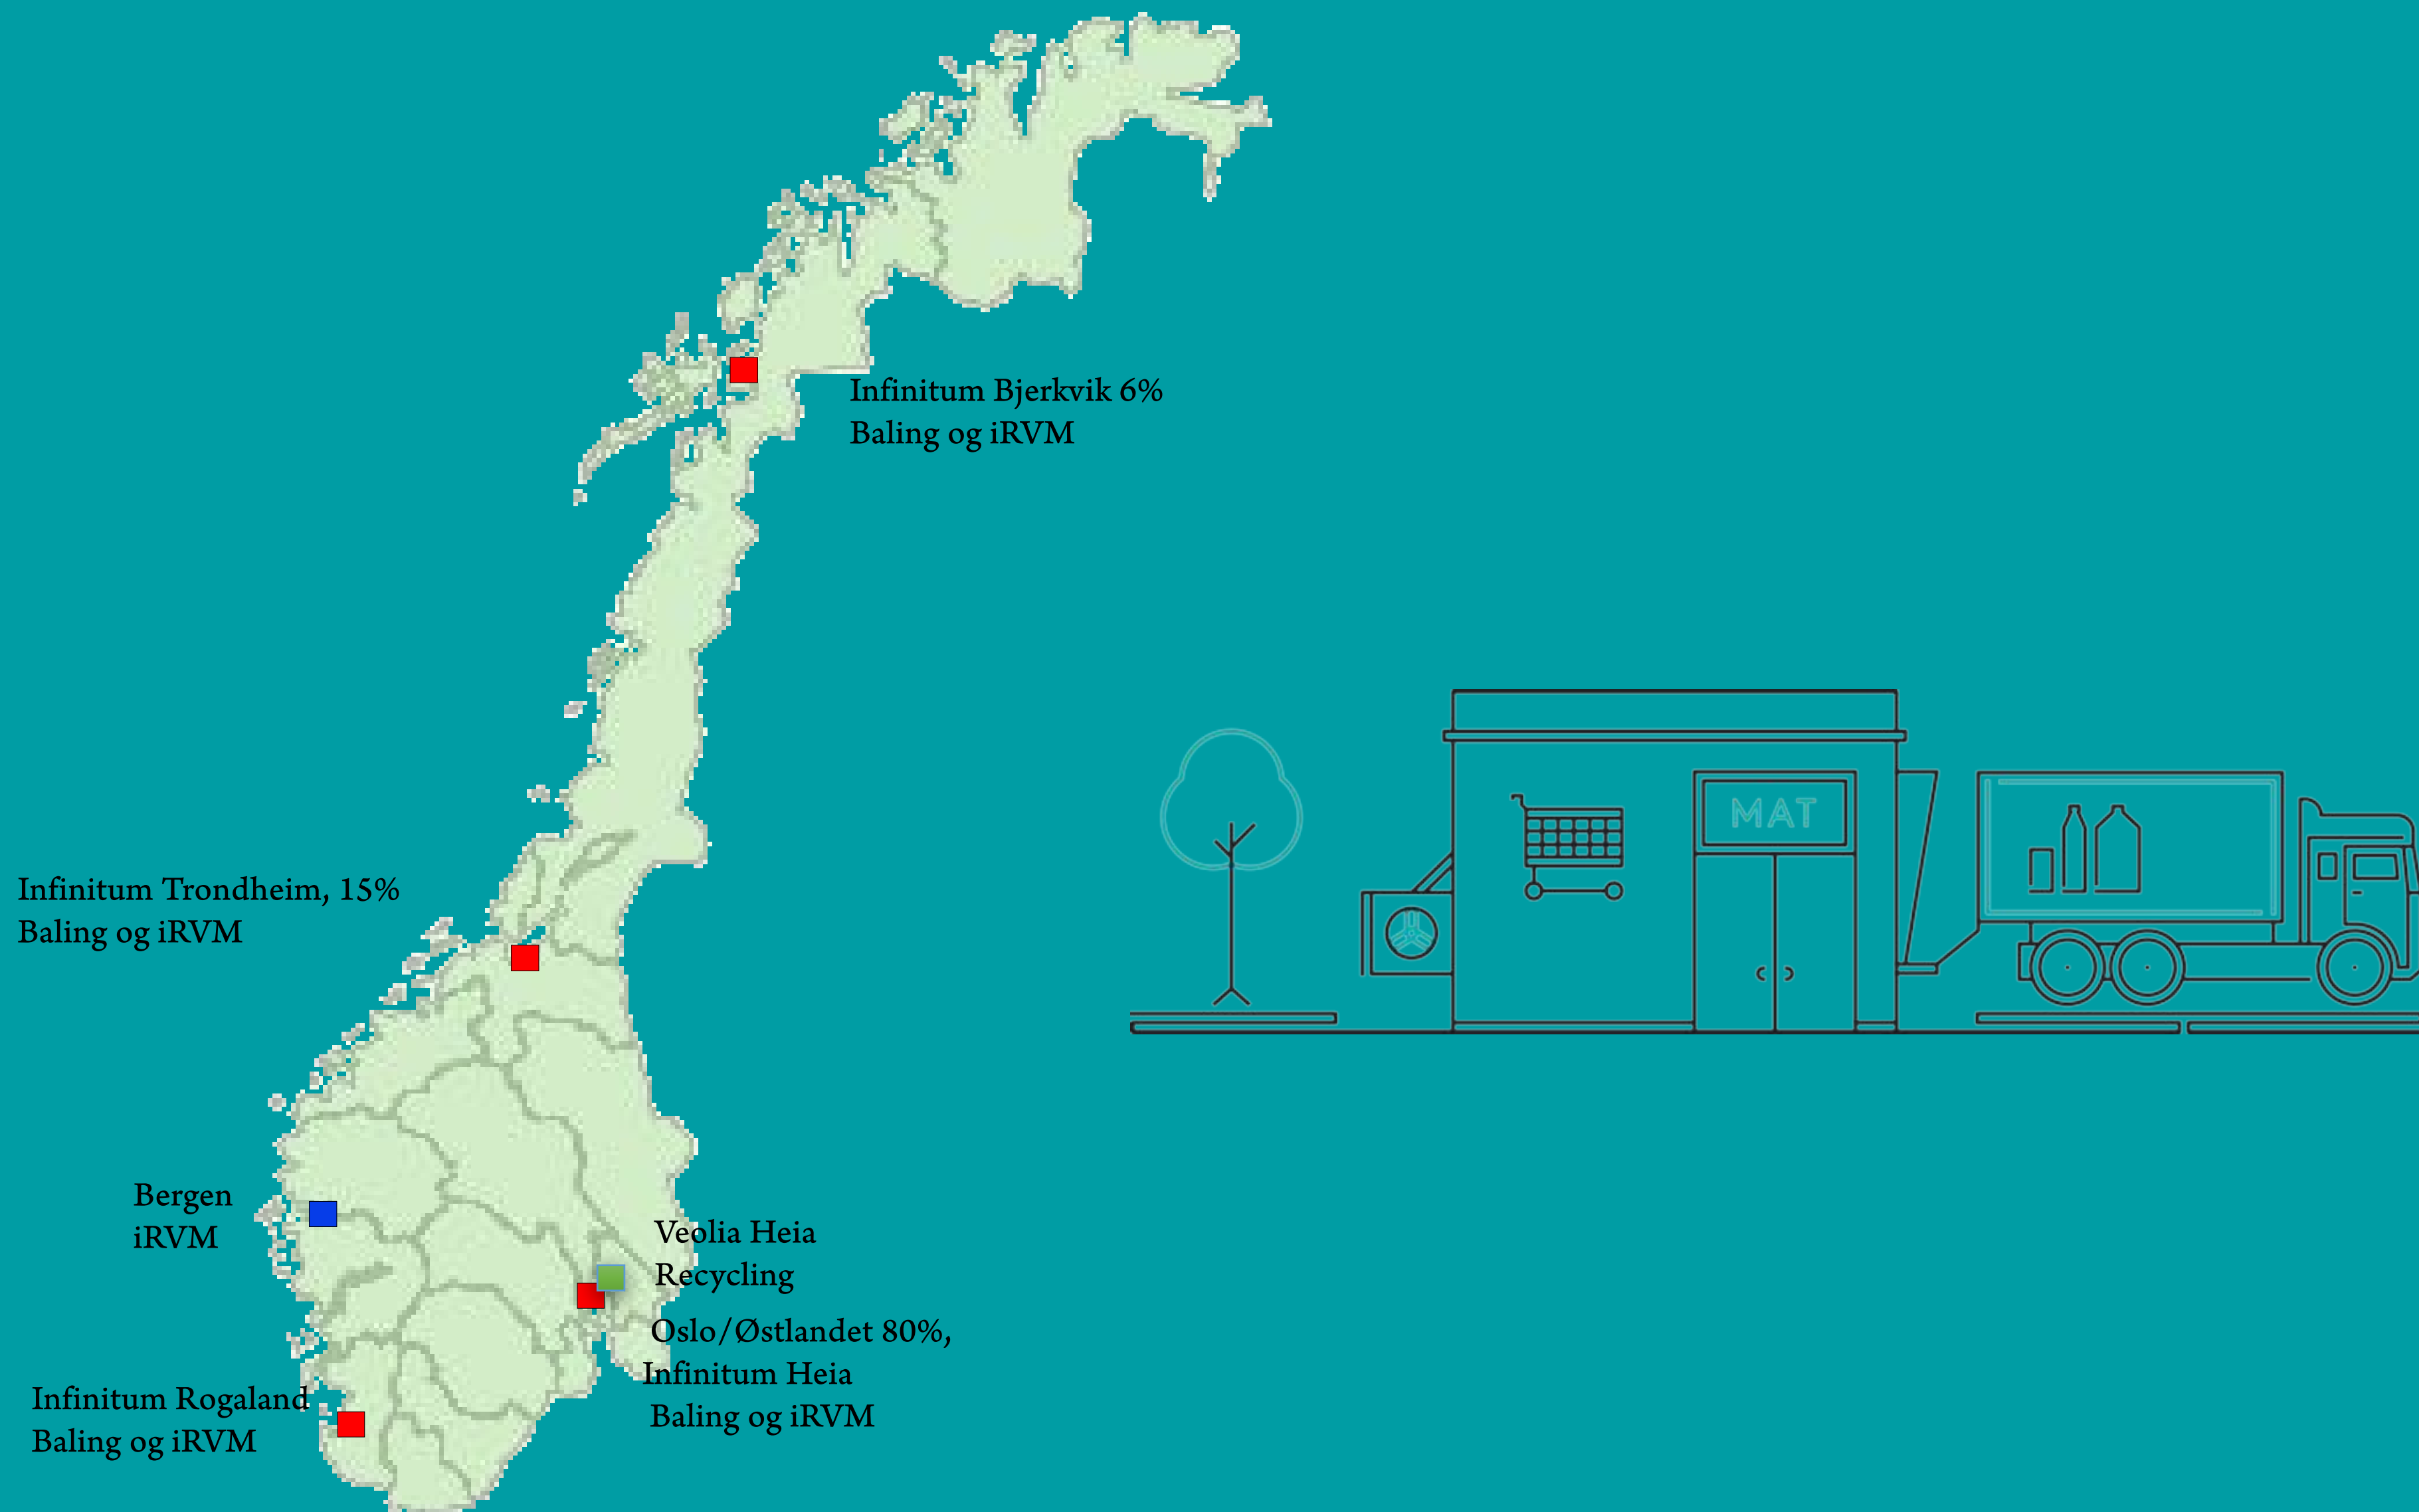 Infinitum Bjerkvik 6%
Baling og iRVM
MAT
Infinitum Trondheim, 15%
Baling og iRVM
Bergen
iRVM
Veolia Heia
Recycling
Oslo/Østlandet 80%,
Infinitum Heia
Baling og iRVM
Infinitum Rogaland
Baling og iRVM